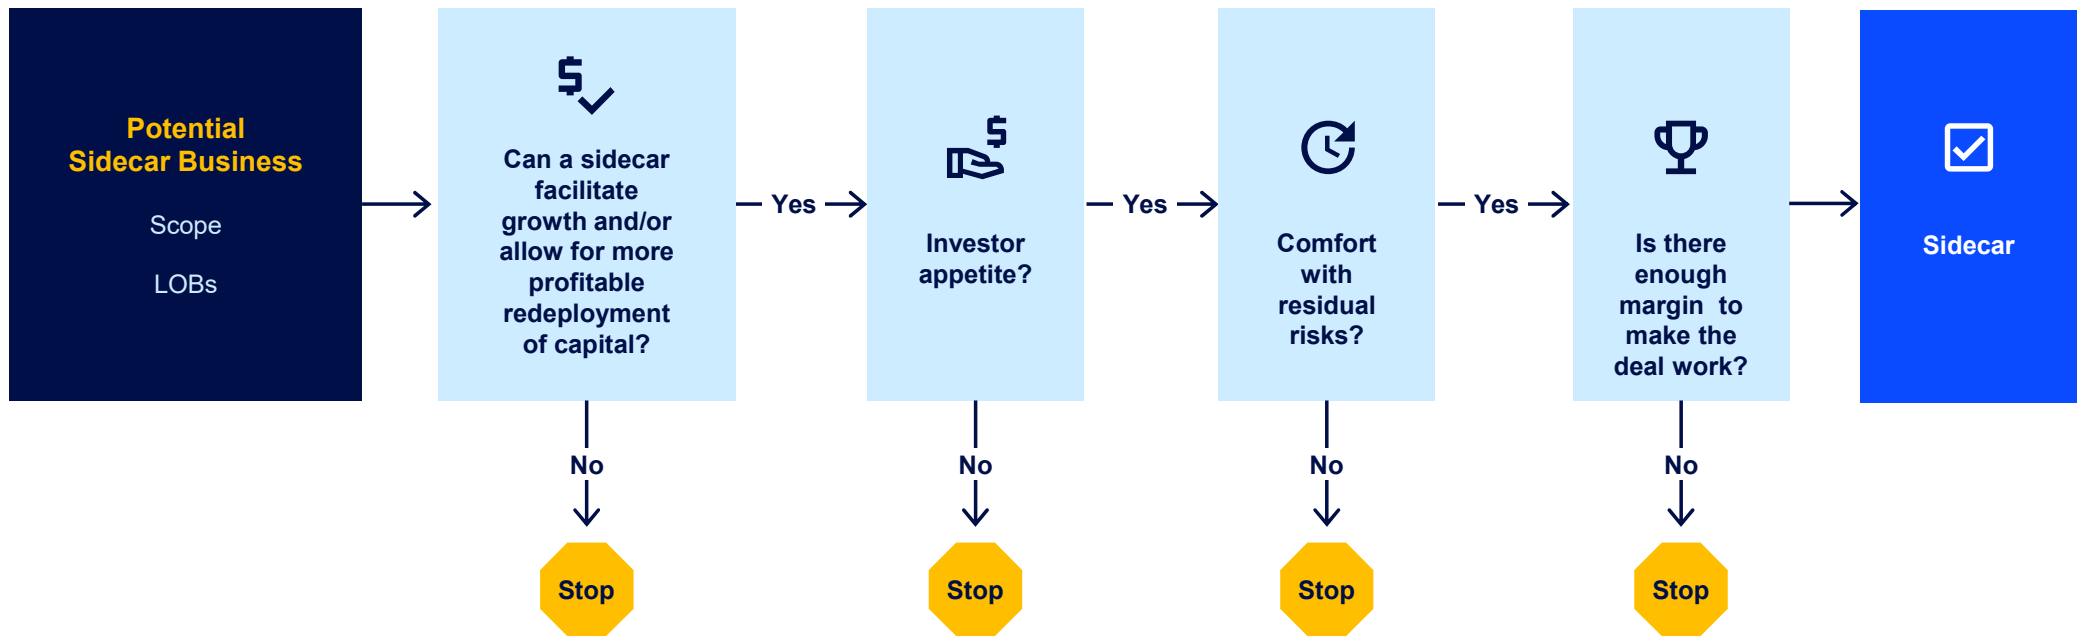 Potential
Sidecar Business
Scope
LOBs
Can a sidecar
facilitate
growth and/or
allow for more
profitable
redeployment
of capital?
Yes
Investor
appetite?
Yes
Comfort
with
residual
risks?
Yes
Is there
enough
margin  to
make the
deal work?
Sidecar
No
No
No
No
Stop
Stop
Stop
Stop